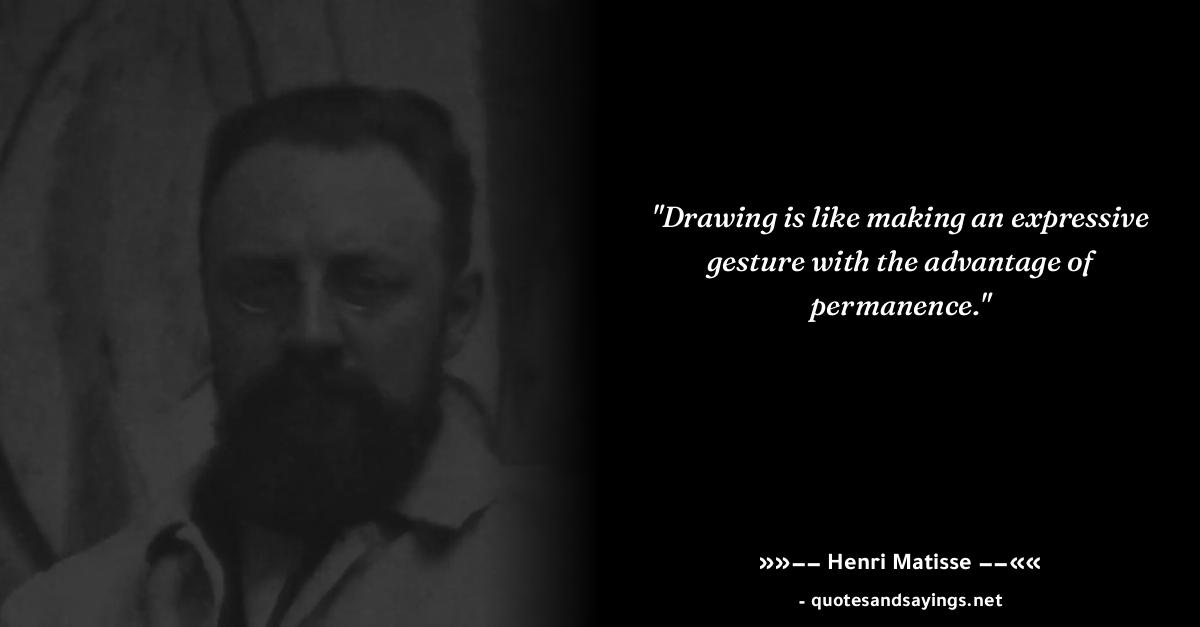 "Drawing is like making an expressive
gesture with the advantage of
permanence."
»»–– Henri Matisse ––««
- quotesandsayings.net